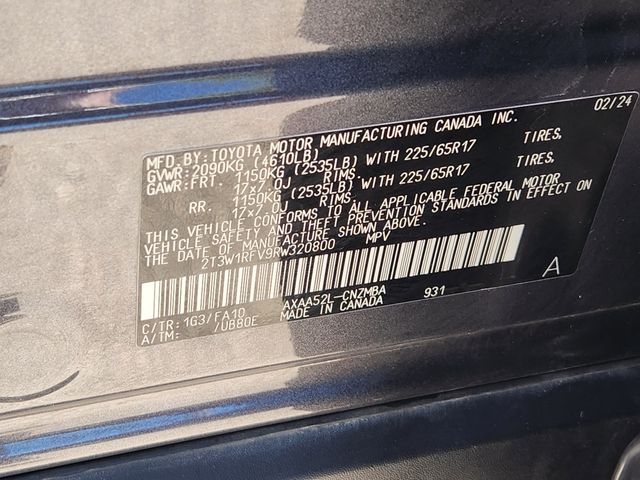 02/24
MFD.BY:TOYOTA MOTOR MANUFACTURING CANADA INC.
GVWR:2090KG (4610LB)
GAWR:FRT. 1150KG (2535LB) WITH 225/65R17 TIRES,
17x7.0J RIMS.
RR. 1150KG (2535LB) WITH 225/65R17 TIRES,
17x7.0J RIMS.
THIS VEHICLE CONFORMS TO ALL APPLICABLE FEDERAL MOTOR
VEHICLE SAFETY AND THEFT PREVENTION STANDARDS IN EFFECT ON
THE DATE OF MANUFACTURE SHOWN ABOVE.
2T3W1RFV9RW320800 MPV
A
C/TR: 1G3/FA10 AXAA52L-CNZMBA 931
A/TM: /UB80E MADE IN CANADA